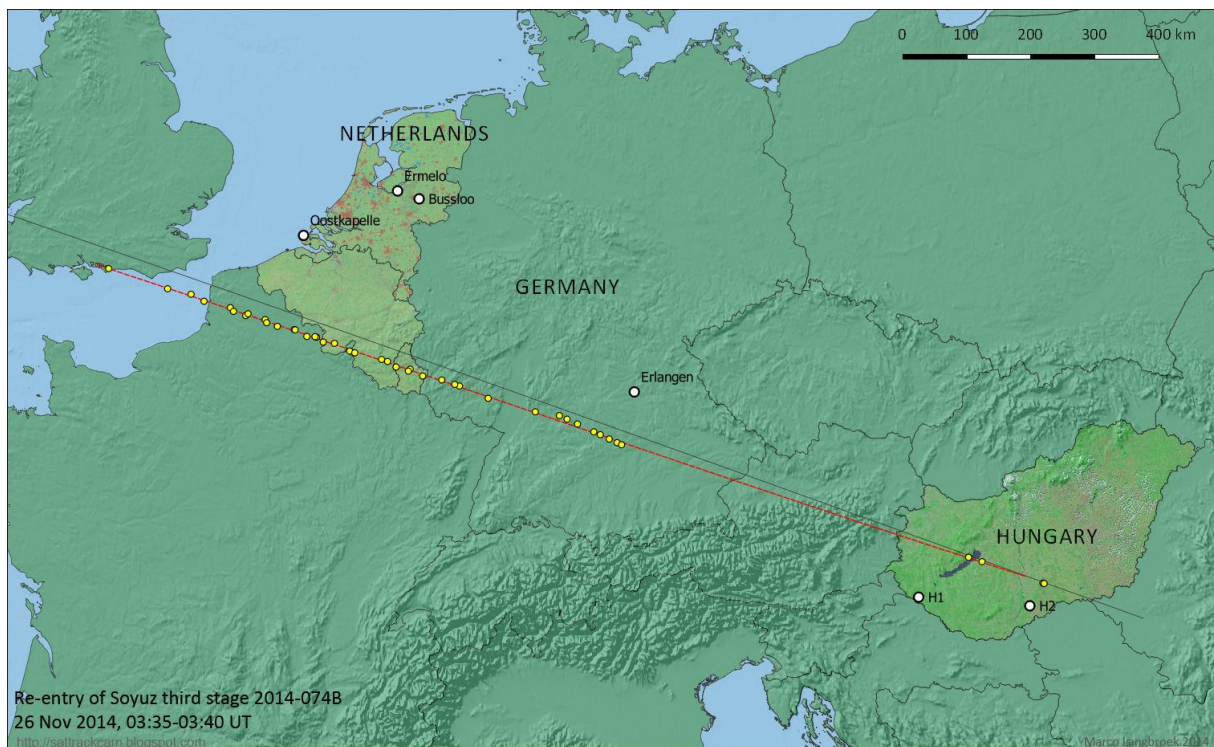 0 100 200 300 400 km
NETHERLANDS
Ermelo
Bussloo
Oostkapelle
GERMANY
Erlangen
HUNGARY
H1
H2
Re-entry of Soyuz third stage 2014-074B
26 Nov 2014, 03:35-03:40 UT
http://sattrackcam.blogspot.com
Marco Langbroek 2014